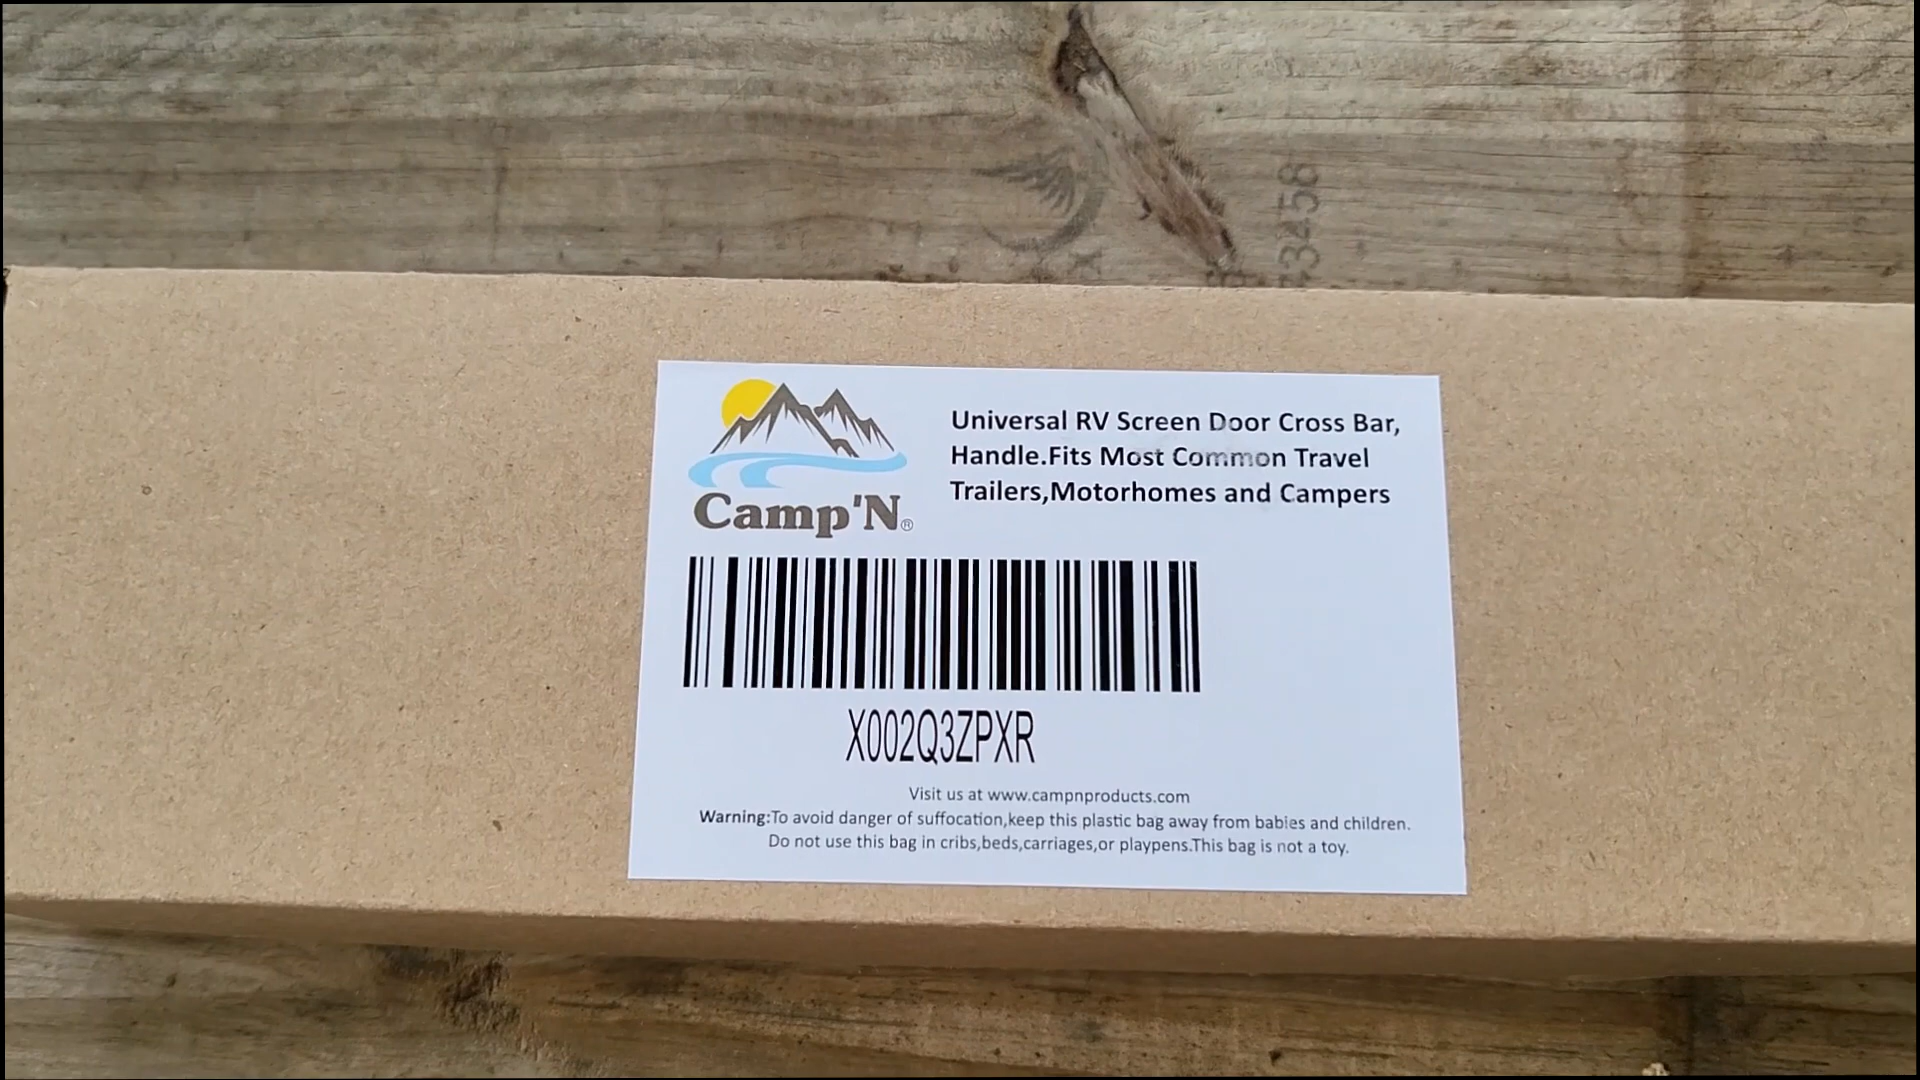 73458
X
Camp'N®
Universal RV Screen Door Cross Bar,
Handle.Fits Most Common Travel
Trailers,Motorhomes and Campers
X002Q3ZPXR
Visit us at www.campnproducts.com
Warning:To avoid danger of suffocation,keep this plastic bag away from babies and children.
Do not use this bag in cribs,beds,carriages,or playpens.This bag is not a toy.